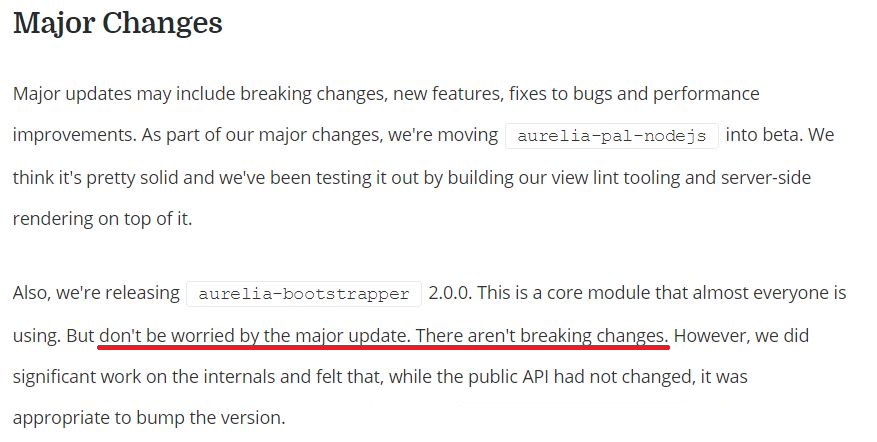 Major Changes
Major updates may include breaking changes, new features, fixes to bugs and performance
improvements. As part of our major changes, we're moving aurelia-pal-nodejs into beta. We
think it's pretty solid and we've been testing it out by building our view lint tooling and server-side
rendering on top of it.
Also, we're releasing aurelia-bootstrapper 2.0.0. This is a core module that almost everyone is
using. But don't be worried by the major update. There aren't breaking changes. However, we did
significant work on the internals and felt that, while the public API had not changed, it was
appropriate to bump the version.